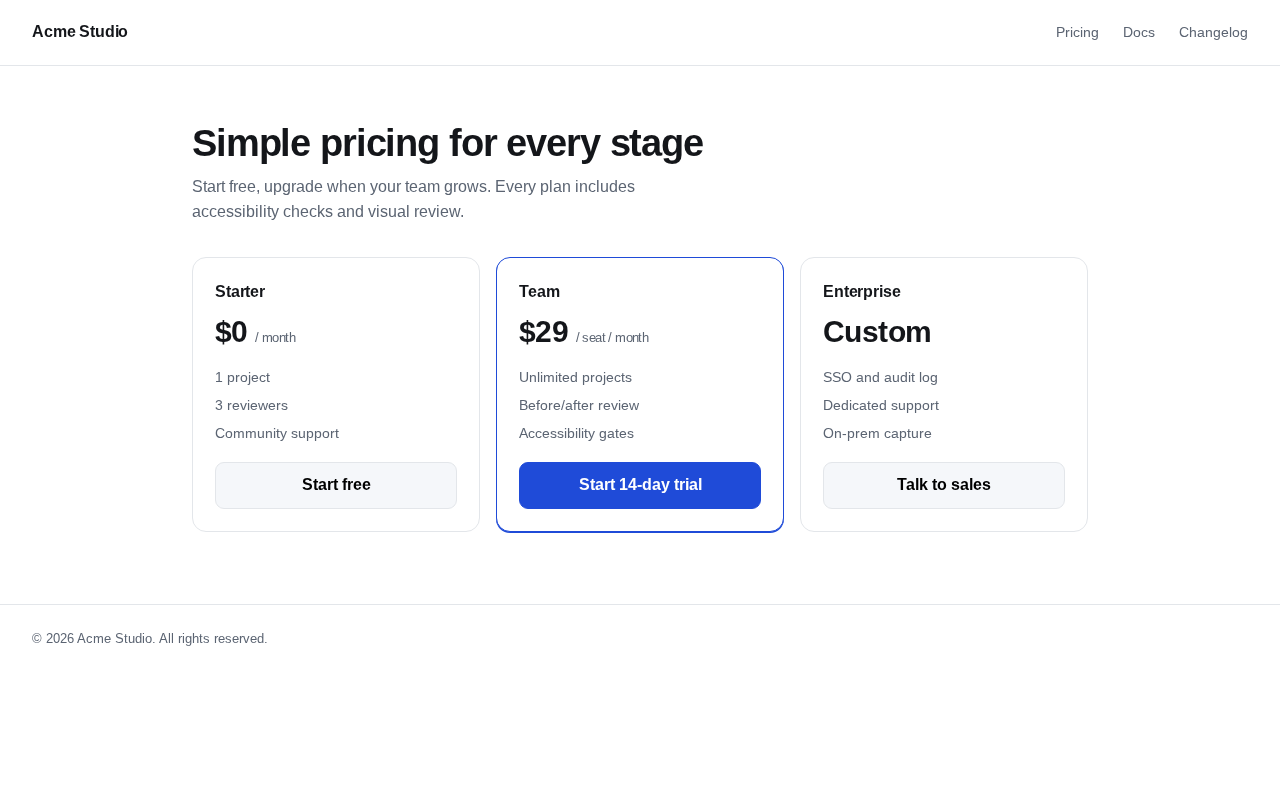 Acme Studio
Pricing
Docs
Changelog
Simple pricing for every stage
Start free, upgrade when your team grows. Every plan includes
accessibility checks and visual review.
Starter
$0 / month
1 project
3 reviewers
Community support
Start free
Team
$29 / seat / month
Unlimited projects
Before/after review
Accessibility gates
Start 14-day trial
Enterprise
Custom
SSO and audit log
Dedicated support
On-prem capture
Talk to sales
© 2026 Acme Studio. All rights reserved.